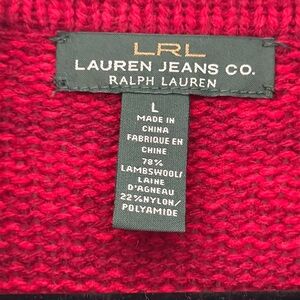 LRL
LAUREN JEANS CO.
RALPH LAUREN
L
MADE IN
CHINA
FABRIQUE EN
CHINE
78%
LAMBSWOOL/
LAINE
D'AGNEAU
22%NYLON/
POLYAMIDE